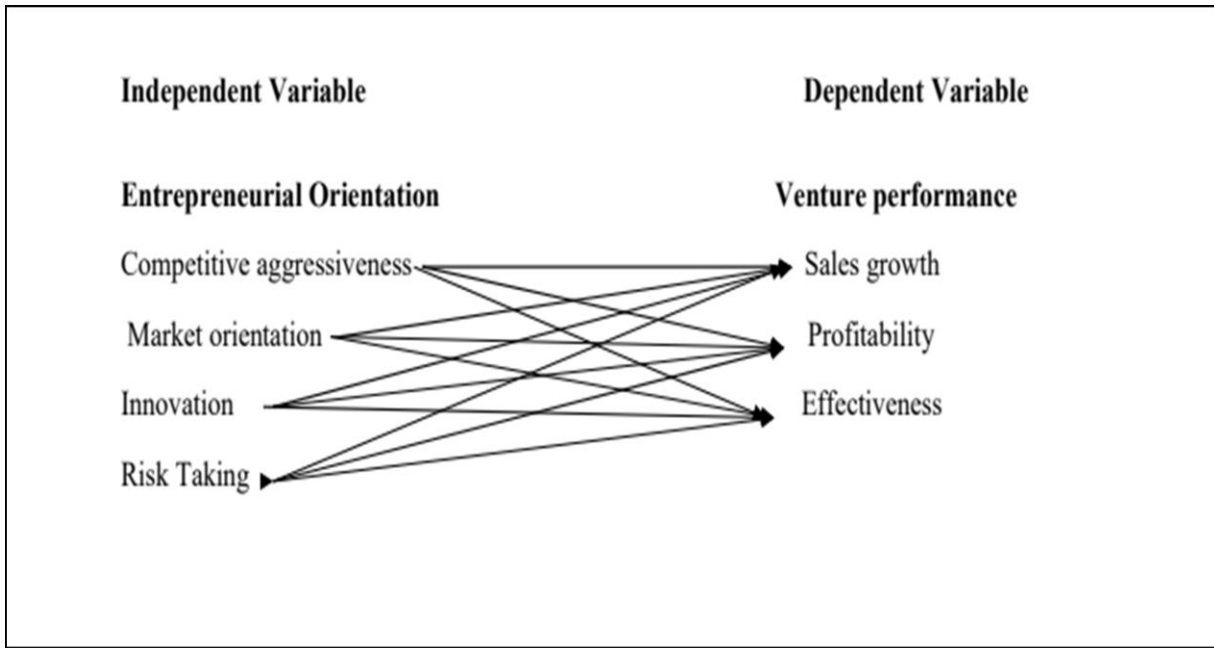 Independent Variable
Dependent Variable
Entrepreneurial Orientation
Venture performance
Competitive aggressiveness
Sales growth
Market orientation
Profitability
Innovation
Effectiveness
Risk Taking